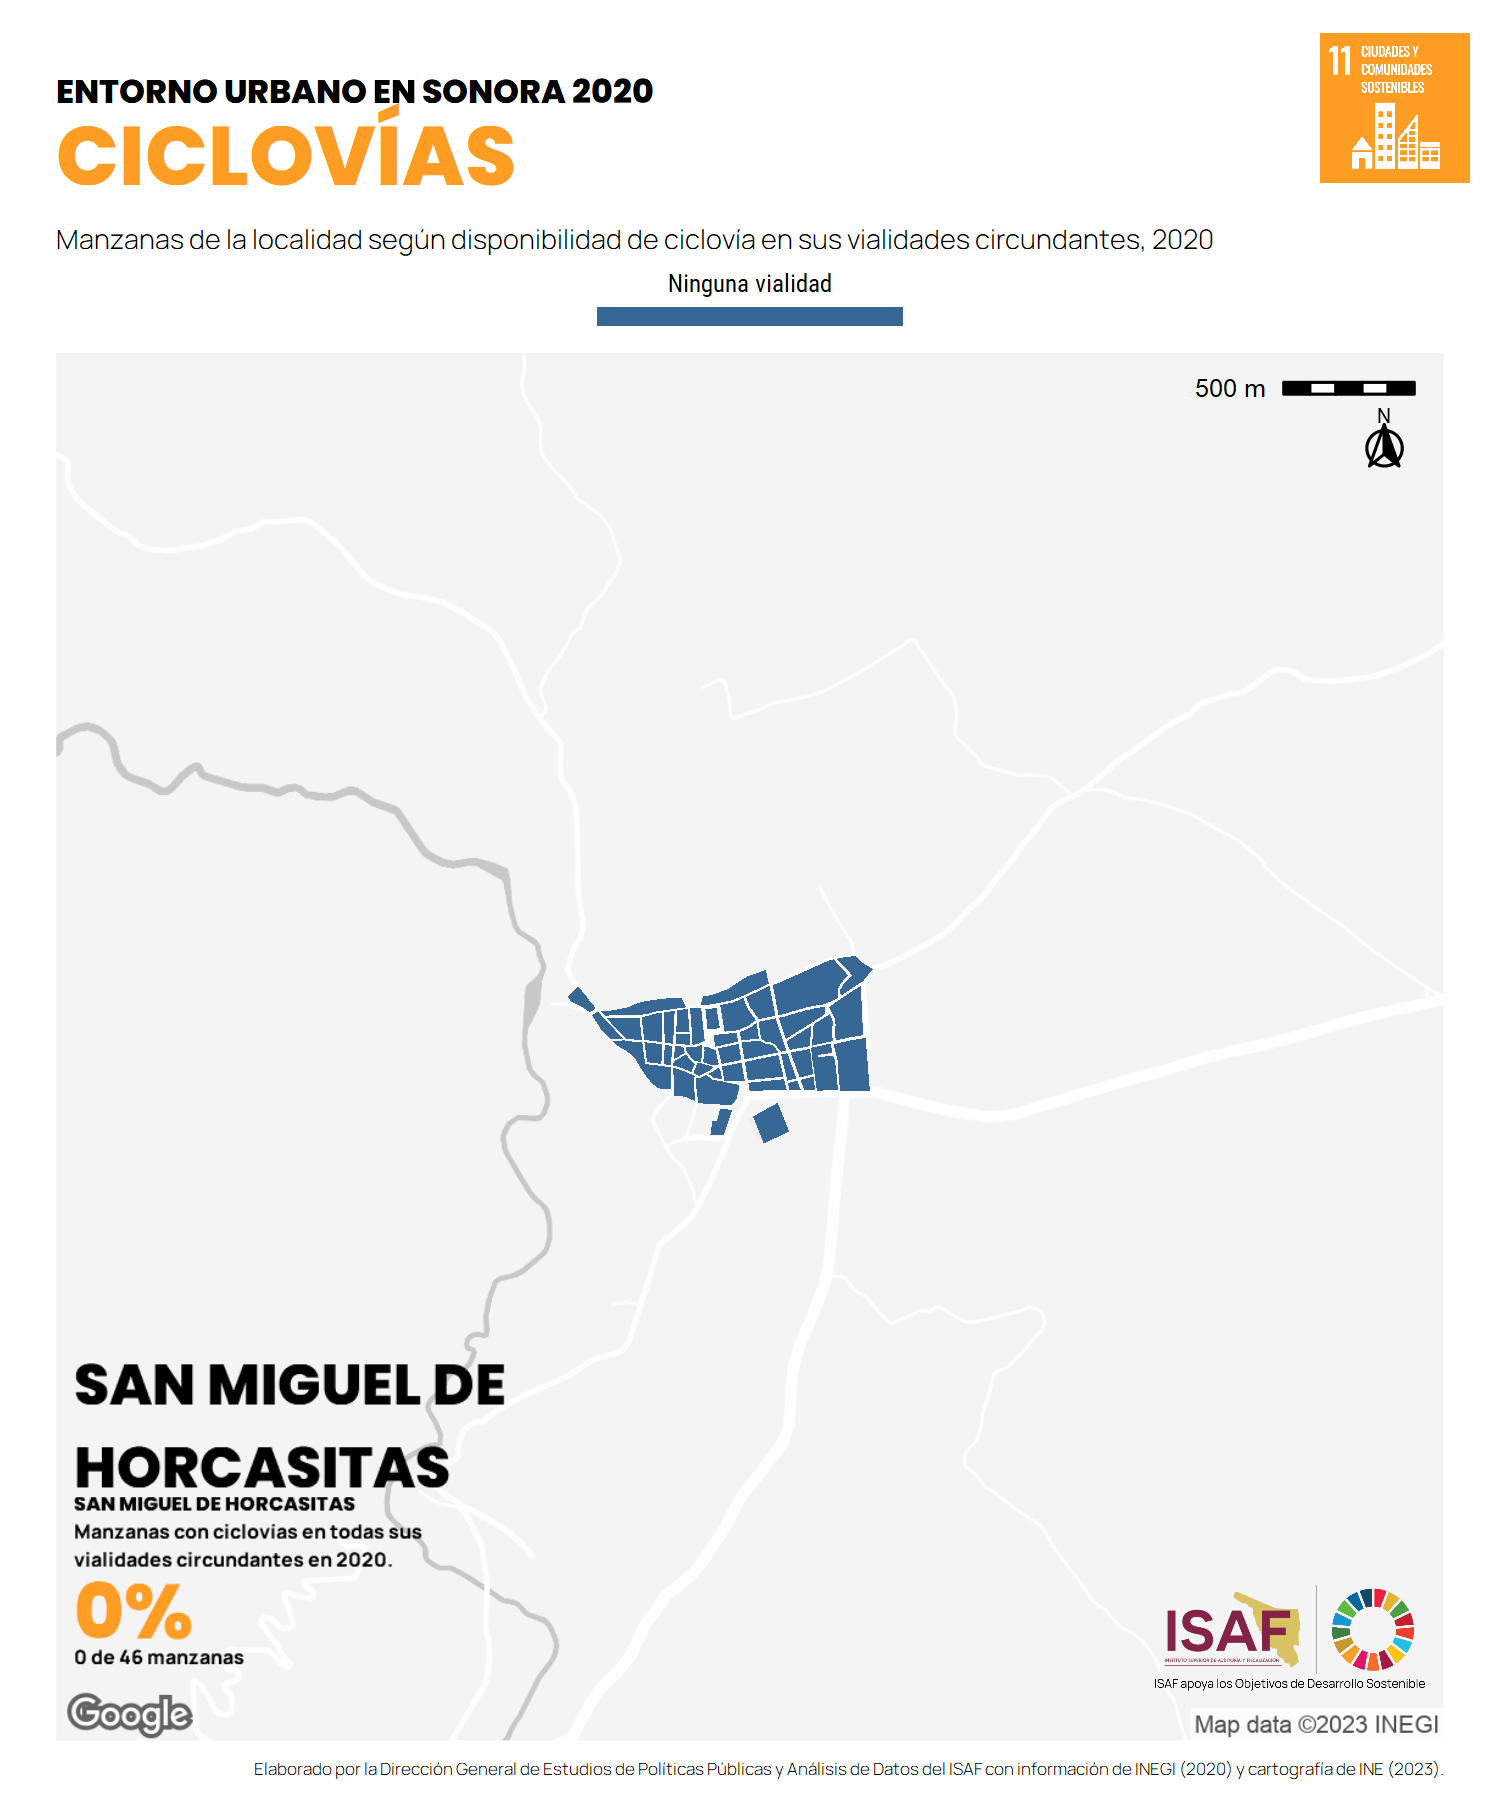 11 CIUDADES Y
COMUNIDADES
SOSTENIBLES
ENTORNO URBANO EN SONORA 2020
CICLOVÍAS
Manzanas de la localidad según disponibilidad de ciclovía en sus vialidades circundantes, 2020
Ninguna vialidad
500 m
N
SAN MIGUEL DE
HORCASITAS
SAN MIGUEL DE HORCASITAS
Manzanas con ciclovias en todas sus
vialidades circundantes en 2020.
0%
0 de 46 manzanas
Google
ISAF
INSTITUTO SUPERIOR DE AUDITORÍA Y FISCALIZACIÓN
ISAF apoya los Objetivos de Desarrollo Sostenible
Map data ©2023 INEGI
Elaborado por la Dirección General de Estudios de Políticas Públicas y Análisis de Datos del ISAF con información de INEGI (2020) y cartografía de INE (2023).